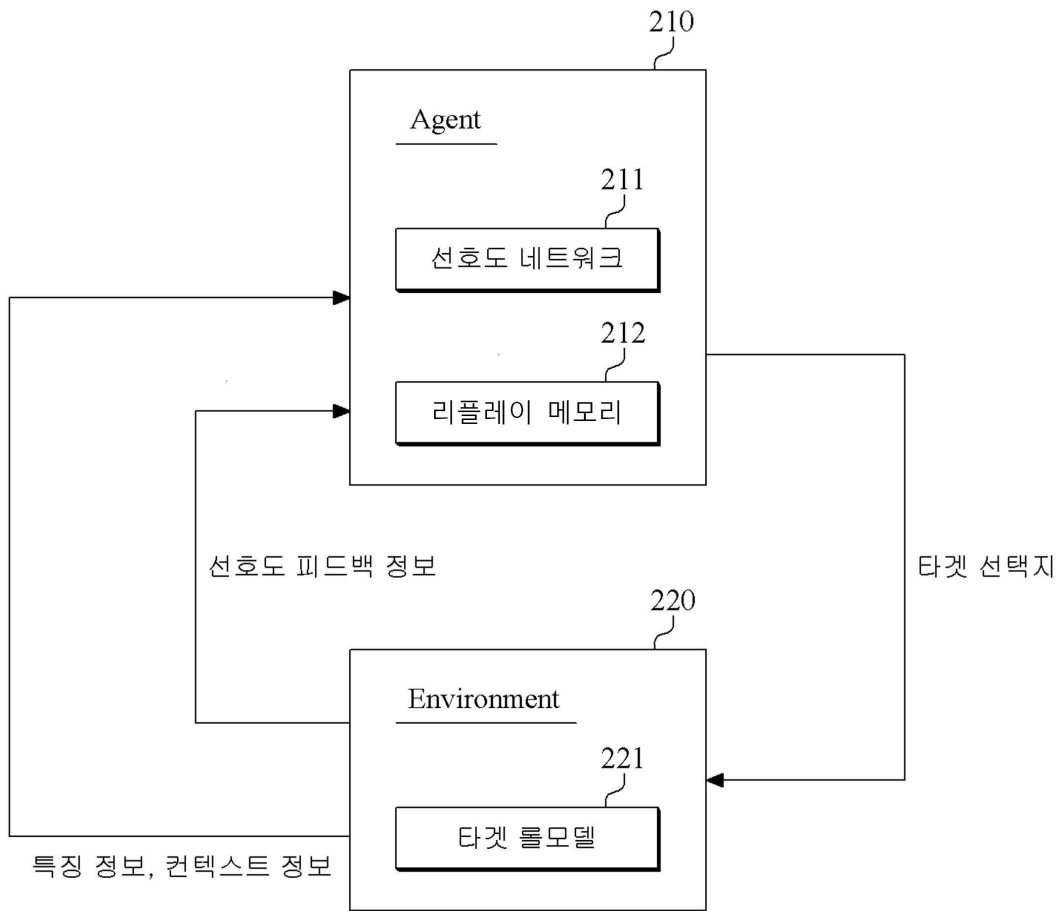 210
Agent
211
선호도 네트워크
212
리플레이 메모리
선호도 피드백 정보
타겟 선택지
220
Environment
221
타겟 롤모델
특징 정보, 컨텍스트 정보